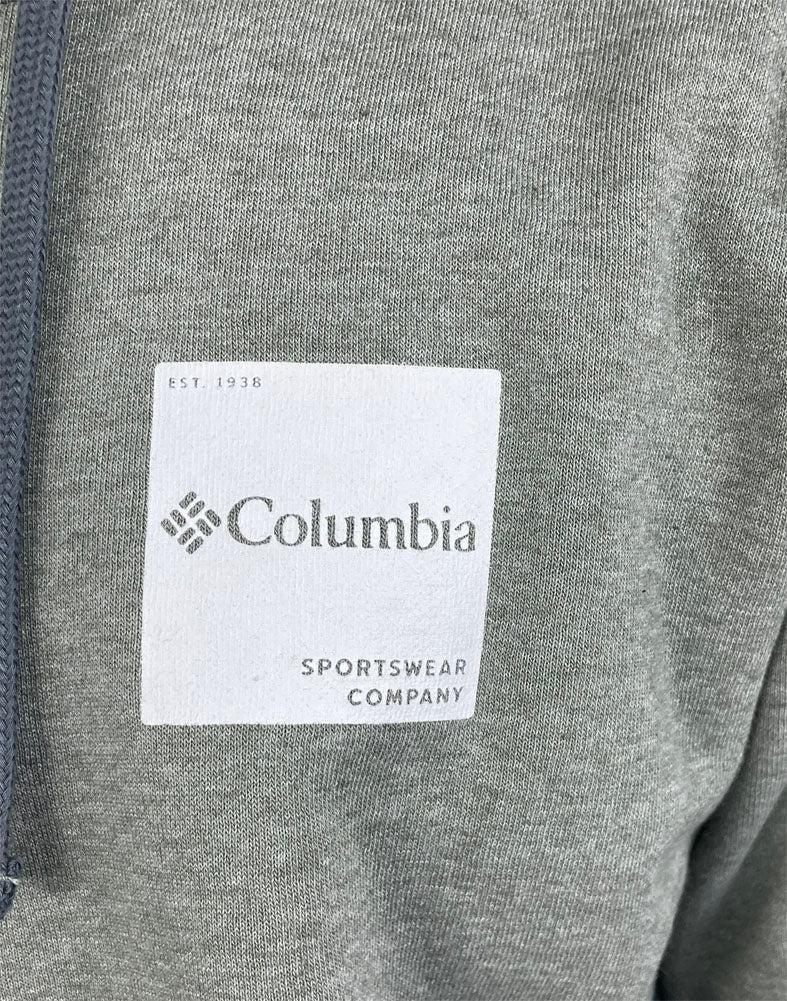 EST. 1938
Columbia
SPORTSWEAR
COMPANY